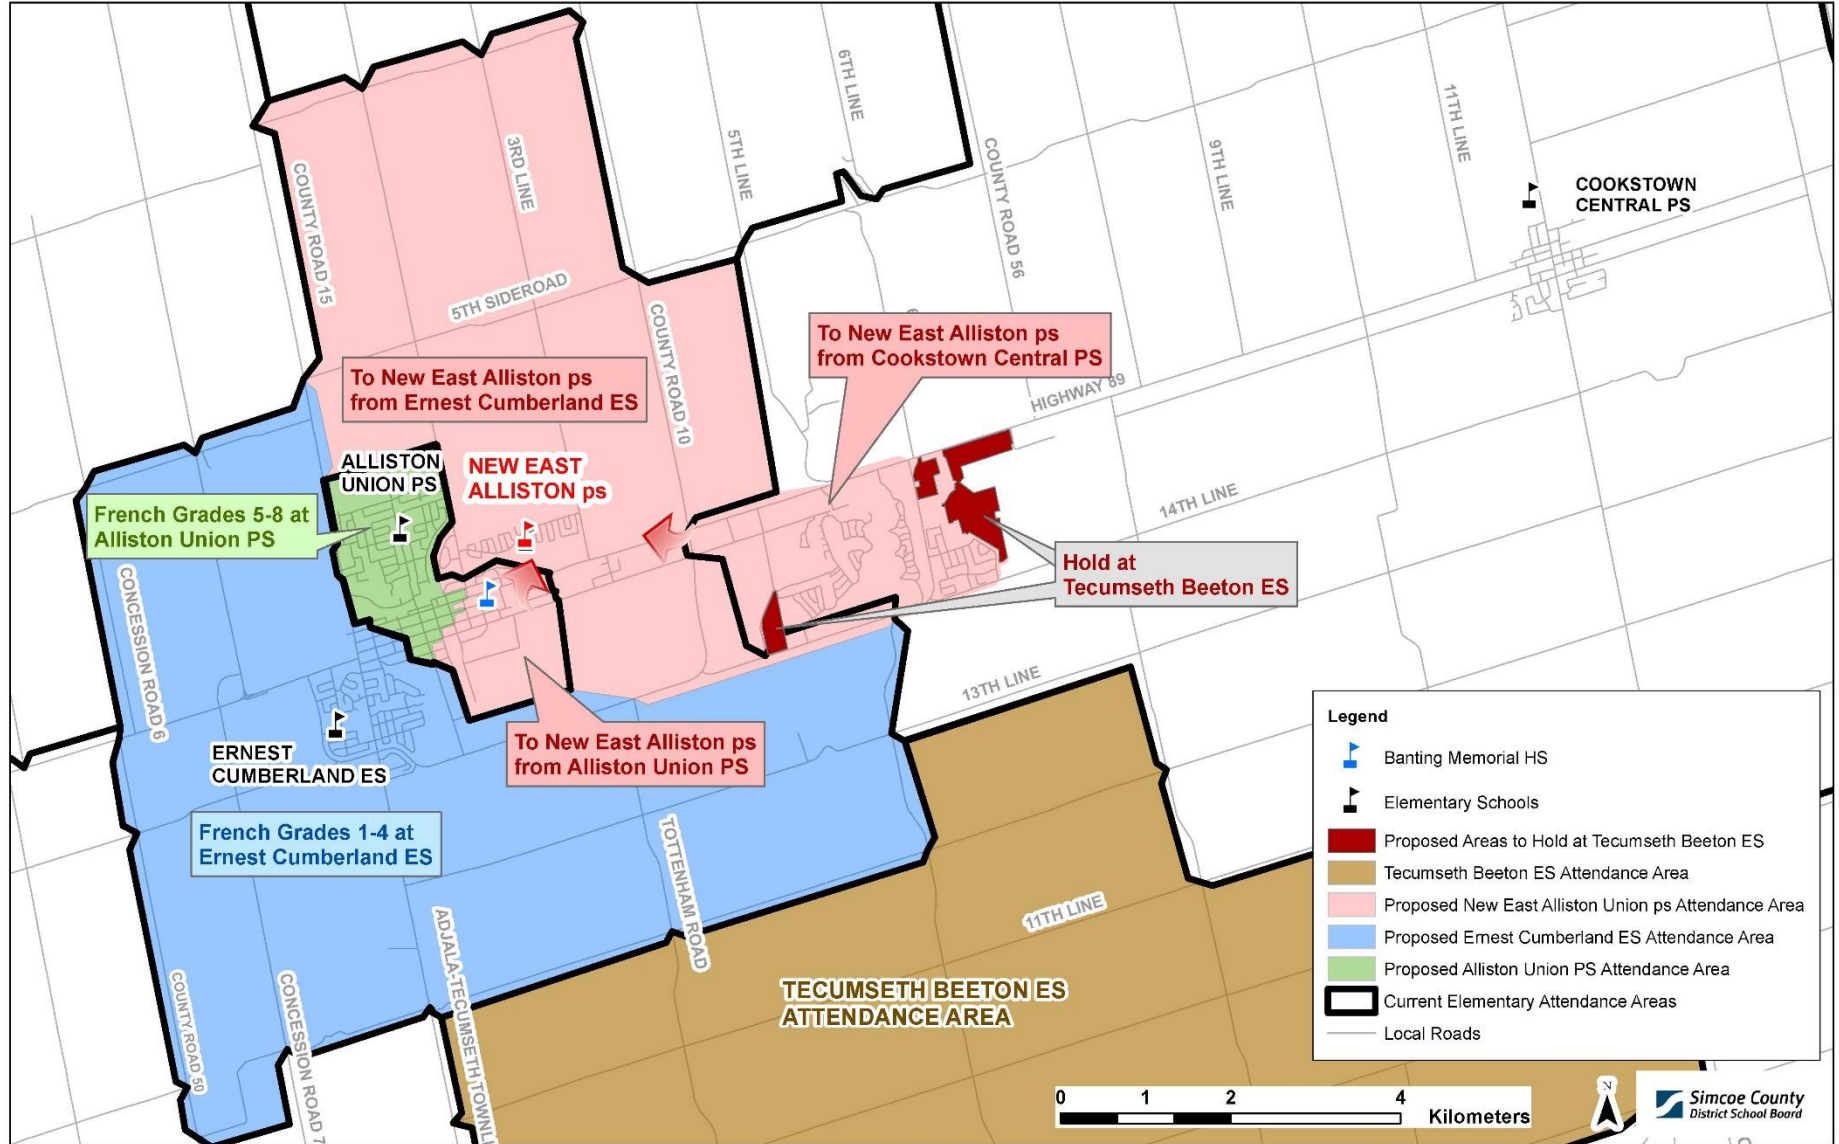 6TH LINE
5TH LINE
3RD LINE
COUNTY ROAD 15
COUNTY ROAD 56
9TH LINE
11TH LINE
COOKSTOWN
CENTRAL PS
5TH SIDEROAD
COUNTY ROAD 10
To New East Alliston ps
from Cookstown Central PS
HIGHWAY 89
To New East Alliston ps
from Ernest Cumberland ES
ALLISTON
UNION PS
NEW EAST
ALLISTON ps
French Grades 5-8 at
Alliston Union PS
14TH LINE
Hold at
Tecumseth Beeton ES
CONCESSION ROAD 6
13TH LINE
ERNEST
CUMBERLAND ES
To New East Alliston ps
from Alliston Union PS
French Grades 1-4 at
Ernest Cumberland ES
TOTTENHAM ROAD
11TH LINE
COUNTY ROAD 50
CONCESSION ROAD 7
ADJALA-TECUMSETH TOWNLI
TECUMSETH BEETON ES
ATTENDANCE AREA
Legend
Banting Memorial HS
Elementary Schools
Proposed Areas to Hold at Tecumseth Beeton ES
Tecumseth Beeton ES Attendance Area
Proposed New East Alliston Union ps Attendance Area
Proposed Ernest Cumberland ES Attendance Area
Proposed Alliston Union PS Attendance Area
Current Elementary Attendance Areas
Local Roads
0 1 2 4
Kilometers
N
Simcoe County
District School Board